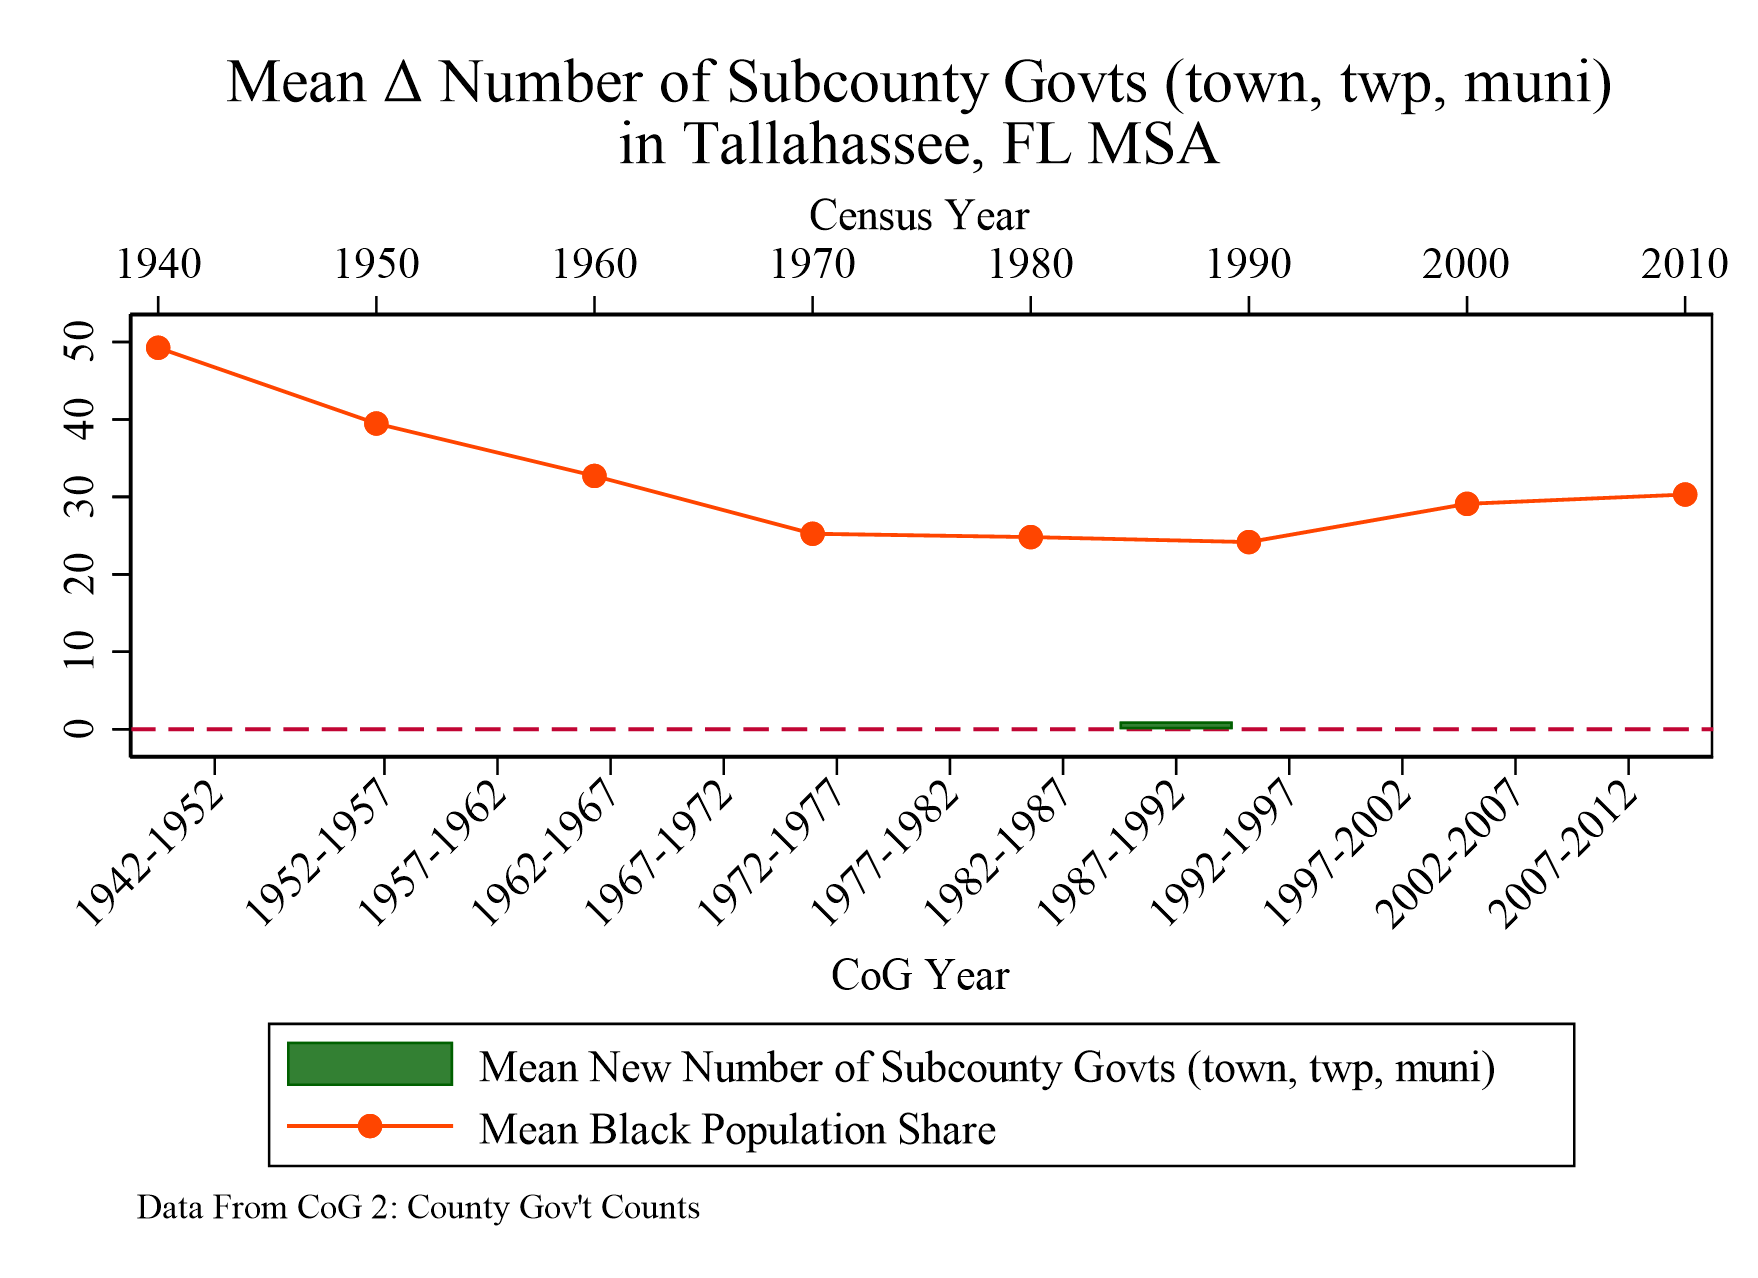 Mean Δ Number of Subcounty Govts (town, twp, muni)
in Tallahassee, FL MSA
Census Year
1940 1950 1960 1970 1980 1990 2000 2010
50
40
30
20
10
0
1942-1952 1952-1957 1957-1962 1962-1967 1967-1972 1972-1977 1977-1982 1982-1987 1987-1992 1992-1997 1997-2002 2002-2007 2007-2012
CoG Year
Mean New Number of Subcounty Govts (town, twp, muni)
Mean Black Population Share
Data From CoG 2: County Gov't Counts